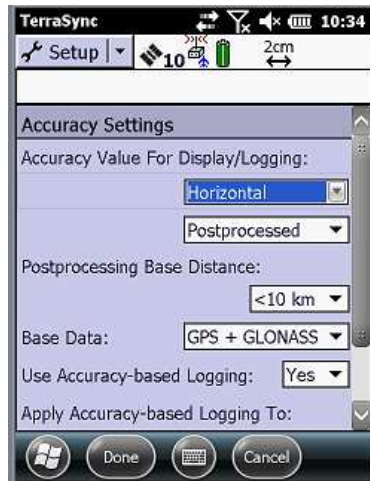 TerraSync 10:34
Setup 10 2cm
Accuracy Settings
Accuracy Value For Display/Logging:
Horizontal
Postprocessed
Postprocessing Base Distance:
<10 km
Base Data: GPS + GLONASS
Use Accuracy-based Logging: Yes
Apply Accuracy-based Logging To:
Done Cancel